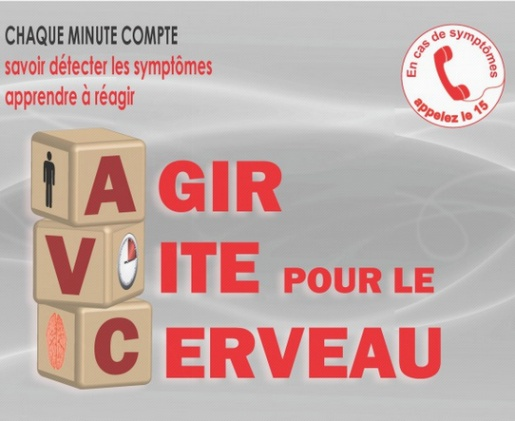 CHAQUE MINUTE COMPTE
savoir détecter les symptômes
apprendre à réagir
En cas de symptômes
appelez le 15
AGIR
VITE POUR LE
CERVEAU